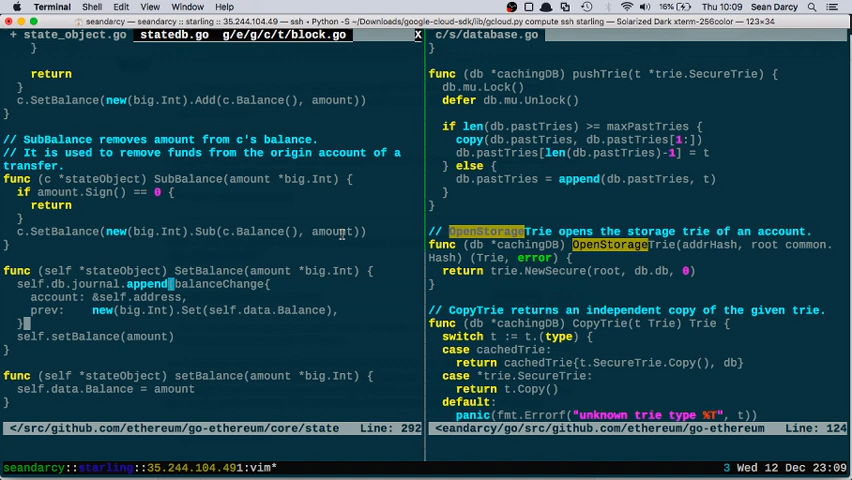 Terminal Shell Edit View Window Help 16% Thu 10:09 Sean Darcy
seandarcy — seandarcy :: starling :: 35.244.104.49 — ssh ‹ Python -S ~/Downloads/google-cloud-sdk/lib/gcloud.py compute ssh starling — Solarized Dark xterm-256color — 123×34
+ state_object.go statedb.go g/e/g/c/t/block.go X
}
return
}
c.SetBalance(new(big.Int).Add(c.Balance(), amount))
}
// SubBalance removes amount from c's balance.
// It is used to remove funds from the origin account of a
transfer.
func (c *stateObject) SubBalance(amount *big.Int) {
if amount.Sign() == 0 {
return
}
c.SetBalance(new(big.Int).Sub(c.Balance(), amount))
}
func (self *stateObject) SetBalance(amount *big.Int) {
self.db.journal.append(balanceChange{
account: &self.address,
prev: new(big.Int).Set(self.data.Balance),
}
self.setBalance(amount)
}
func (self *stateObject) setBalance(amount *big.Int) {
self.data.Balance = amount
}
</src/github.com/ethereum/go-ethereum/core/state Line: 292
c/s/database.go
func (db *cachingDB) pushTrie(t *trie.SecureTrie) {
db.mu.Lock()
defer db.mu.Unlock()
if len(db.pastTries) >= maxPastTries {
copy(db.pastTries, db.pastTries[1:])
db.pastTries[len(db.pastTries)-1] = t
} else {
db.pastTries = append(db.pastTries, t)
}
}
// OpenStorageTrie opens the storage trie of an account.
func (db *cachingDB) OpenStorageTrie(addrHash, root common.
Hash) (Trie, error) {
return trie.NewSecure(root, db.db, 0)
}
// CopyTrie returns an independent copy of the given trie.
func (db *cachingDB) CopyTrie(t Trie) Trie {
switch t := t.(type) {
case cachedTrie:
return cachedTrie{t.SecureTrie.Copy(), db}
case *trie.SecureTrie:
return t.Copy()
default:
panic(fmt.Errorf("unknown trie type %T", t))
<eandarcy/go/src/github.com/ethereum/go-ethereum Line: 124
seandarcy::starling::35.244.104.491:vim* 3 Wed 12 Dec 23:09